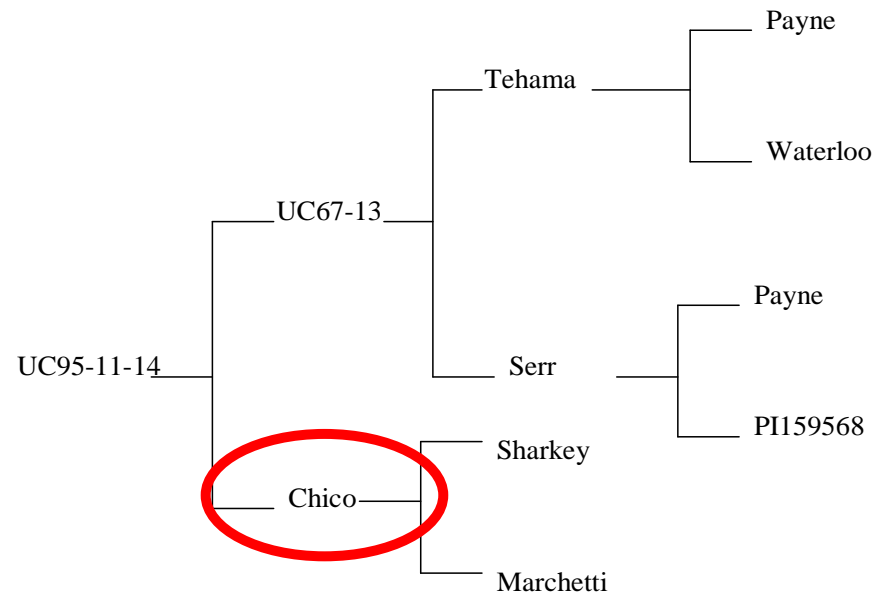 Payne
Tehama
Waterloo
UC67-13
Payne
UC95-11-14
Serr
PI159568
Sharkey
Chico
Marchetti